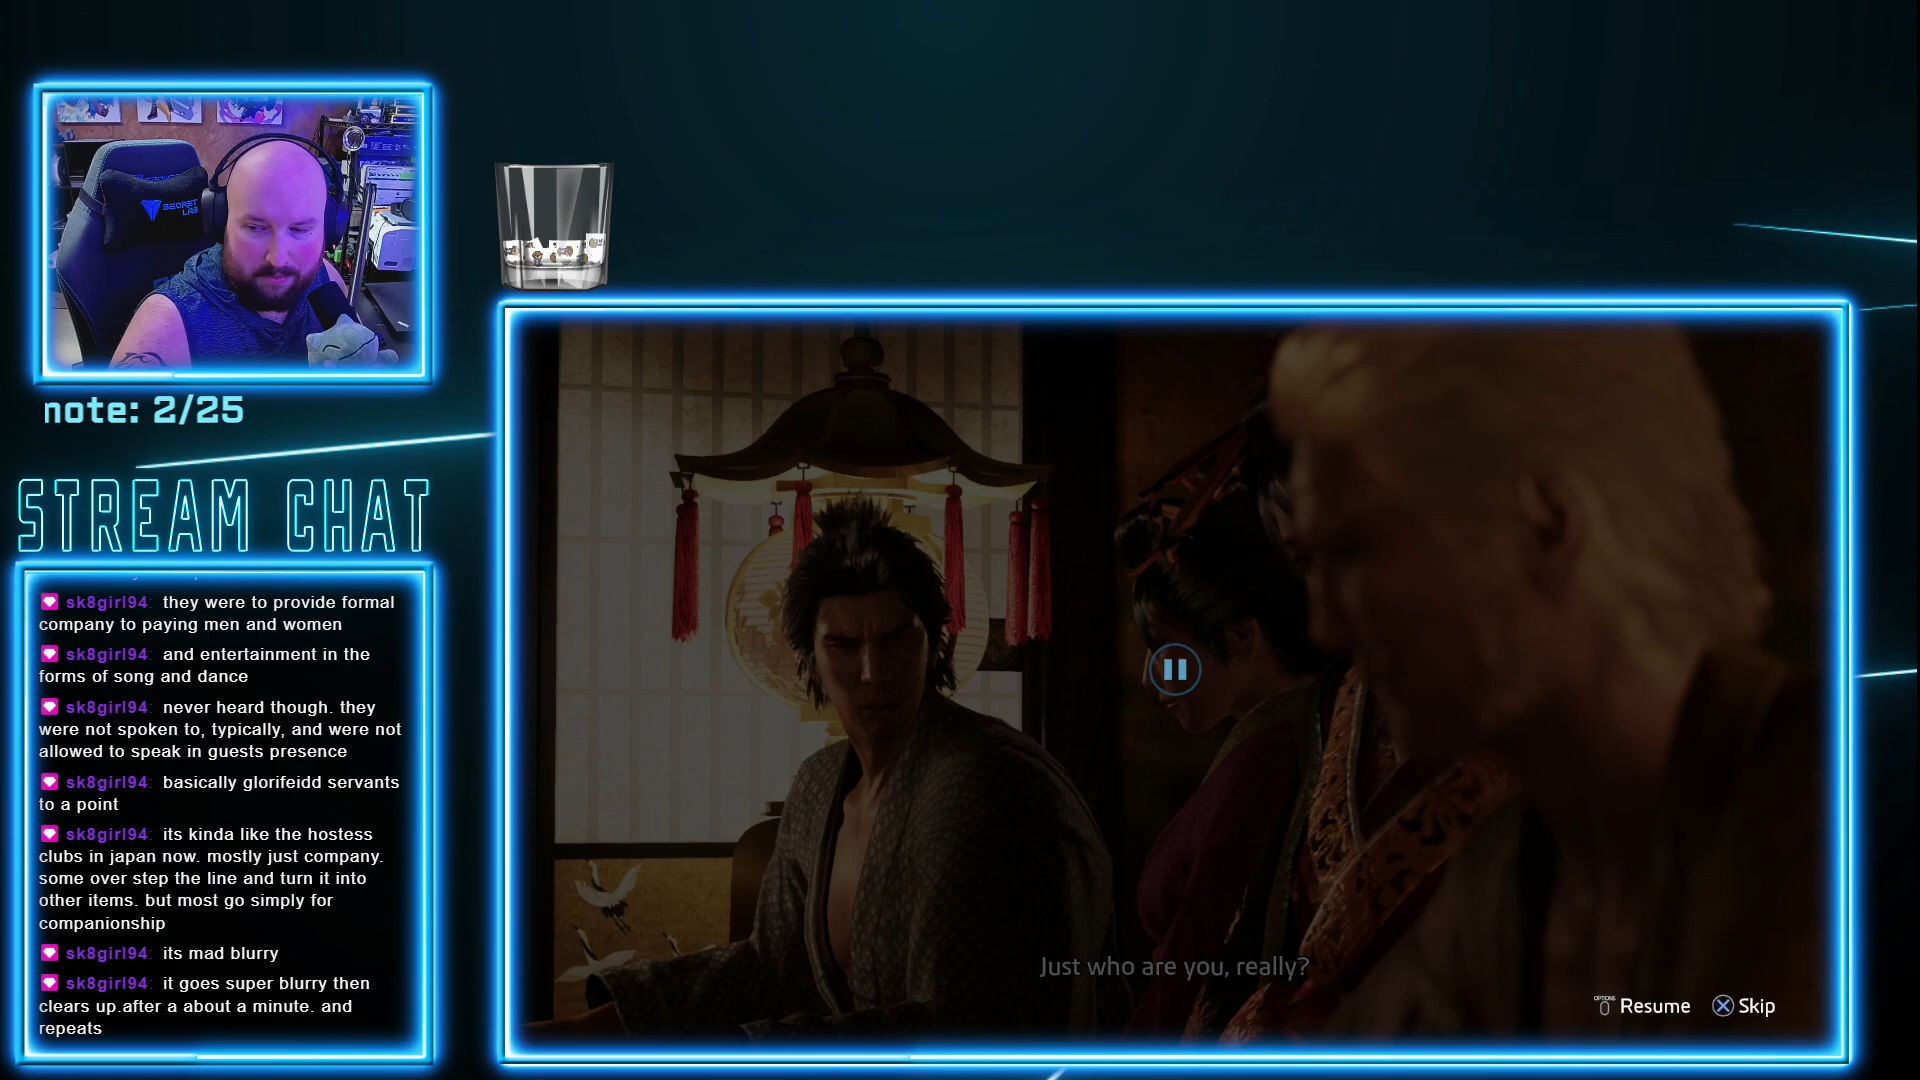 SECRET
LAB
note: 2/25
STREAM CHAT
sk8girl94: they were to provide formal
company to paying men and women
sk8girl94: and entertainment in the
forms of song and dance
sk8girl94: never heard though. they
were not spoken to, typically, and were not
allowed to speak in guests presence
sk8girl94: basically glorifeidd servants
to a point
sk8girl94: its kinda like the hostess
clubs in japan now. mostly just company.
some over step the line and turn it into
other items. but most go simply for
companionship
sk8girl94: its mad blurry
sk8girl94: it goes super blurry then
clears up.after a about a minute. and
repeats
Just who are you, really?
OPTIONS Resume Skip